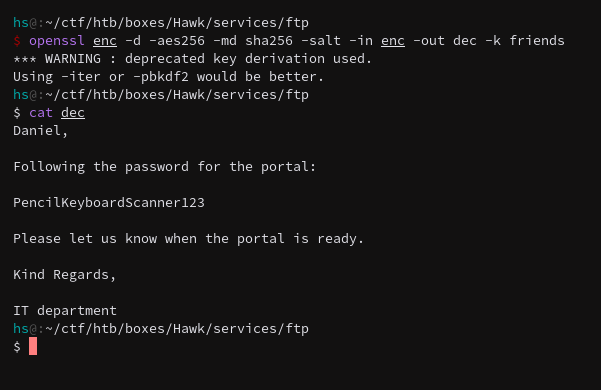 hs@:~/ctf/htb/boxes/Hawk/services/ftp
$ openssl enc -d -aes256 -md sha256 -salt -in enc -out dec -k friends
*** WARNING : deprecated key derivation used.
Using -iter or -pbkdf2 would be better.
hs@:~/ctf/htb/boxes/Hawk/services/ftp
$ cat dec
Daniel,
Following the password for the portal:
PencilKeyboardScanner123
Please let us know when the portal is ready.
Kind Regards,
IT department
hs@:~/ctf/htb/boxes/Hawk/services/ftp
$